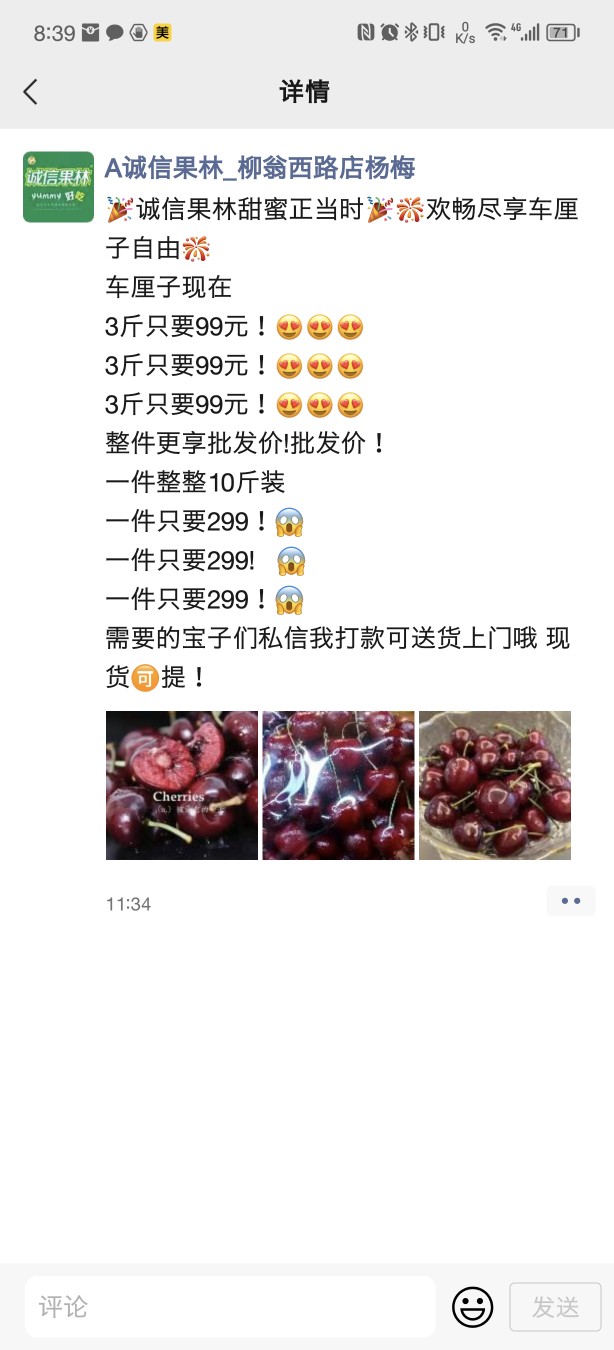 8:39 美 0 K/s 4G 71
详情
诚信果林
yummy 好吃
A诚信果林_柳翁西路店杨梅
🎉诚信果林甜蜜正当时🎉🎊欢畅尽享车厘
子自由🎊
车厘子现在
3斤只要99元！😍😍😍
3斤只要99元！😍😍😍
3斤只要99元！😍😍😍
整件更享批发价!批发价！
一件整整10斤装
一件只要299！😱
一件只要299! 😱
一件只要299！😱
需要的宝子们私信我打款可送货上门哦 现
货🉑提！
Cherries
11:34
评论
发送